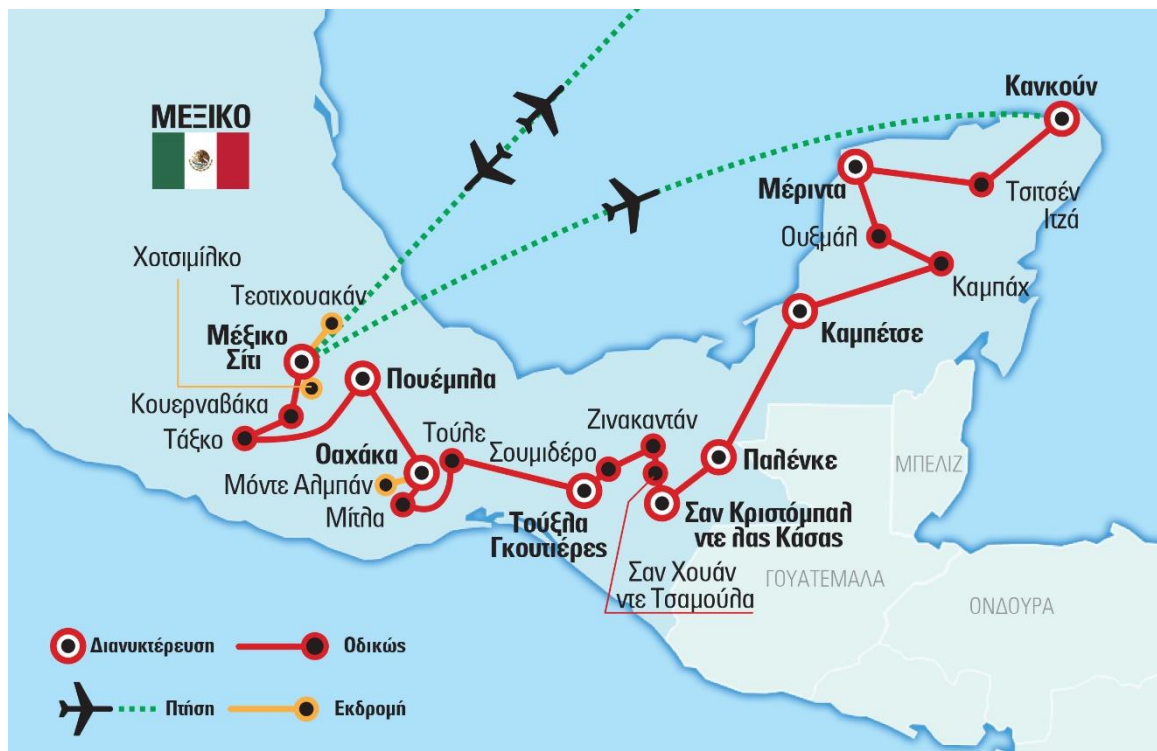 ΜΕΞΙΚΟ
Κανκούν
Μέριντα
Τσιτσέν
Ιτζά
Ουξμάλ
Καμπάχ
Χοτσιμίλκο
Τεοτιχουακάν
Μέξικο
Σίτι
Καμπέτσε
Πουέμπλα
Κουερναβάκα
Τάξκο
Οαχάκα
Τούλε
Ζινακαντάν
Σουμιδέρο
Παλένκε
ΜΠΕΛΙΖ
Μόντε Αλμπάν
Μίτλα
Τούξλα
Γκουτιέρες
Σαν Κριστόμπαλ
ντε λας Κάσας
Σαν Χουάν
ντε Τσαμούλα
ΓΟΥΑΤΕΜΑΛΑ
ΟΝΔΟΥΡΑ
Διανυκτέρευση
Οδικώς
Πτήση
Εκδρομή